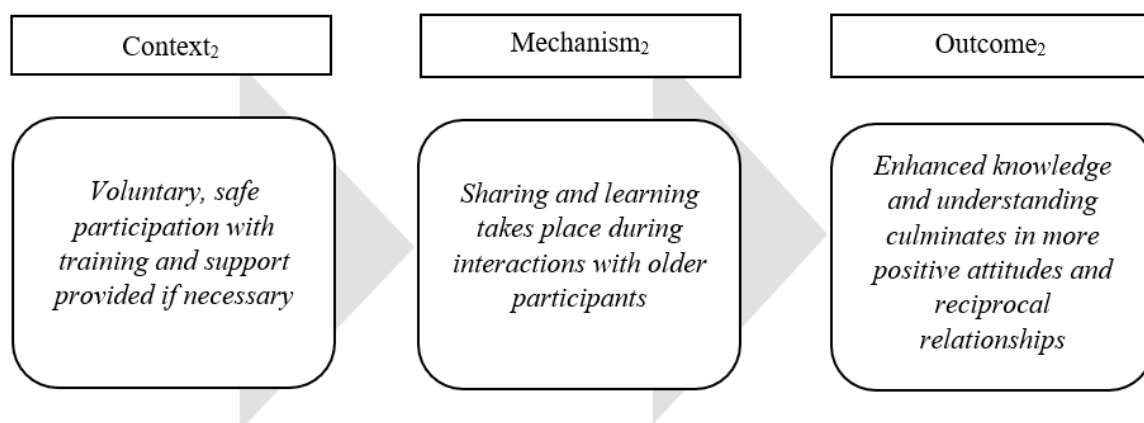 Context₂
Mechanism₂
Outcome₂
Voluntary, safe
participation with
training and support
provided if necessary
Sharing and learning
takes place during
interactions with older
participants
Enhanced knowledge
and understanding
culminates in more
positive attitudes and
reciprocal
relationships